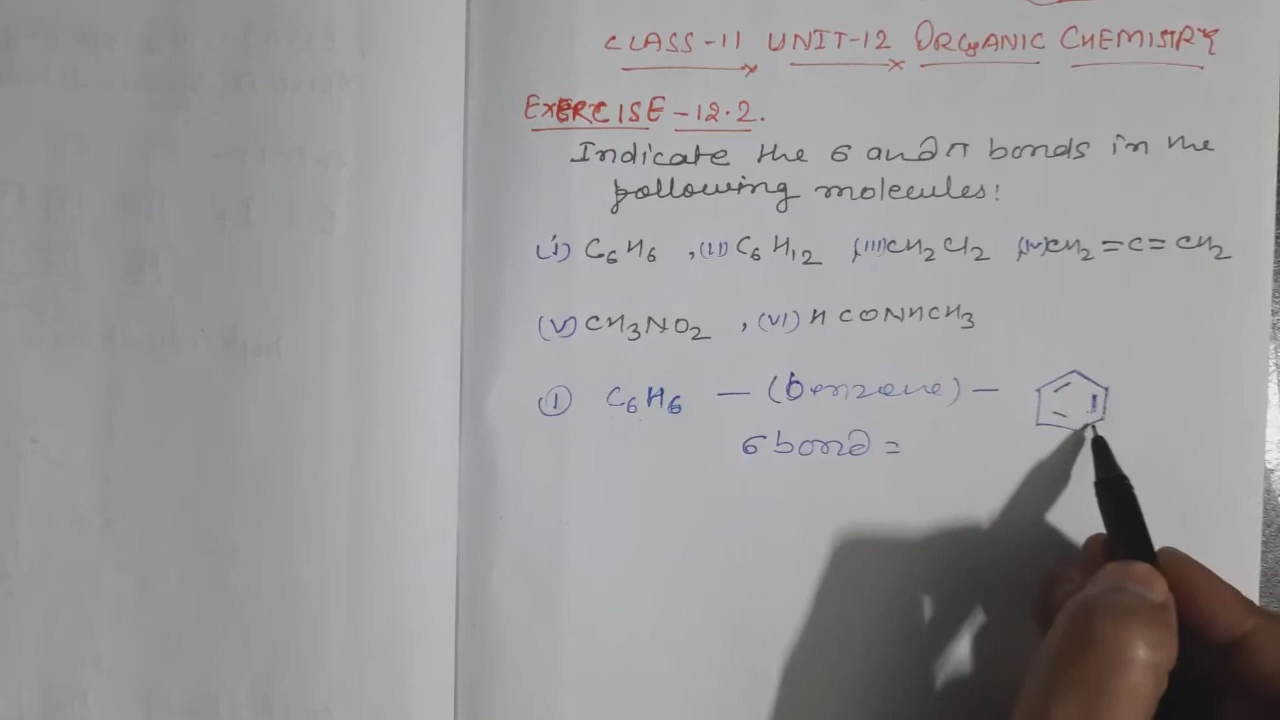 CLASS-11 UNIT-12 ORGANIC CHEMISTRY
EXERCISE-12.2.
Indicate the σ and π bonds in the
following molecules:
(i) C₆H₆, (ii) C₆H₁₂ (iii) CH₂Cl₂ (iv) CH₂=C=CH₂
(v) CH₃NO₂, (vi) HCONHCH₃
① C₆H₆ — (benzene) —
σ bond =